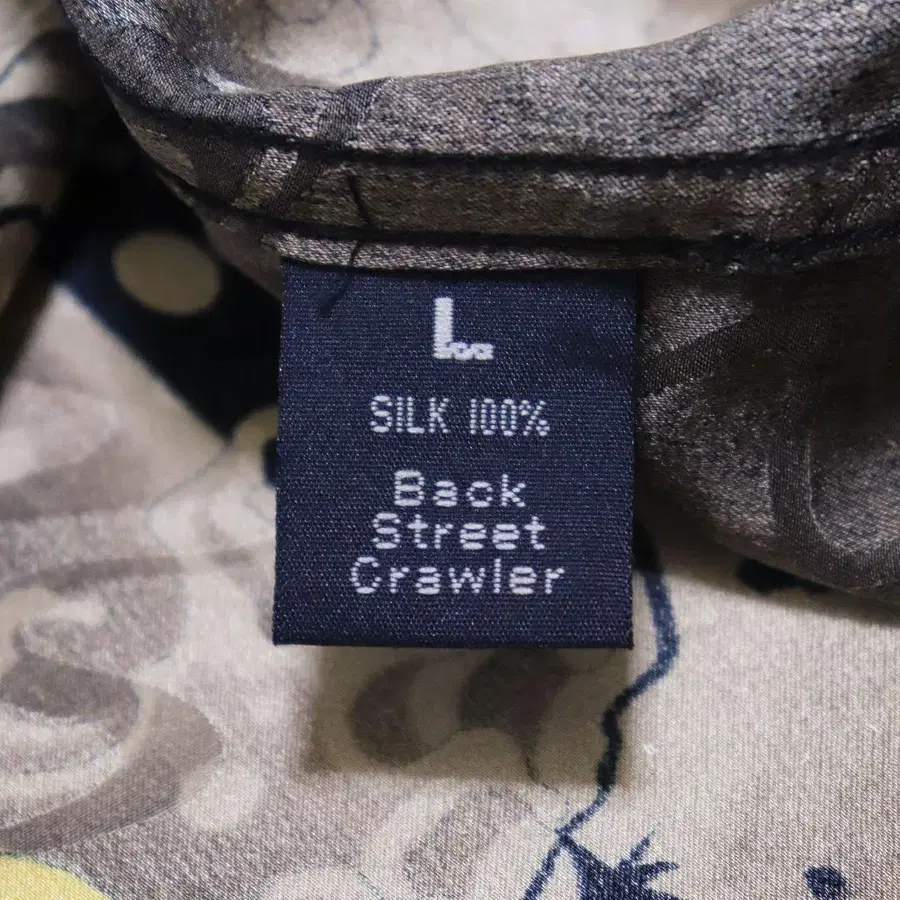 L
SILK 100%
Back
Street
Crawler